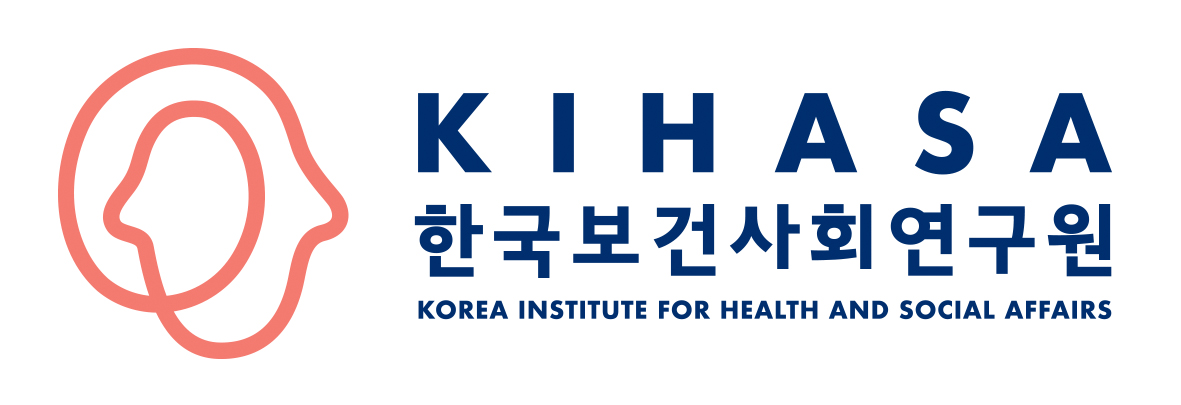 KIHASA
한국보건사회연구원
KOREA INSTITUTE FOR HEALTH AND SOCIAL AFFAIRS